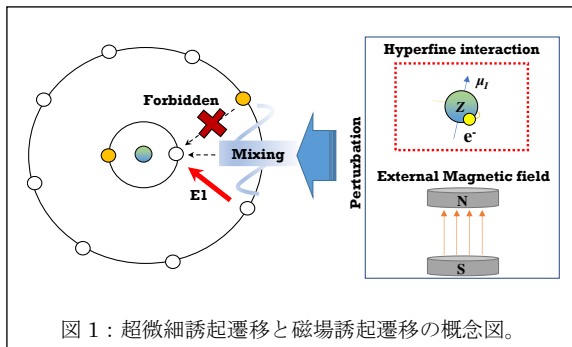 Hyperfine interaction
μI
Z
e-
External Magnetic field
N
S
Perturbation
Forbidden
Mixing
E1
図 1：超微細誘起遷移と磁場誘起遷移の概念図。